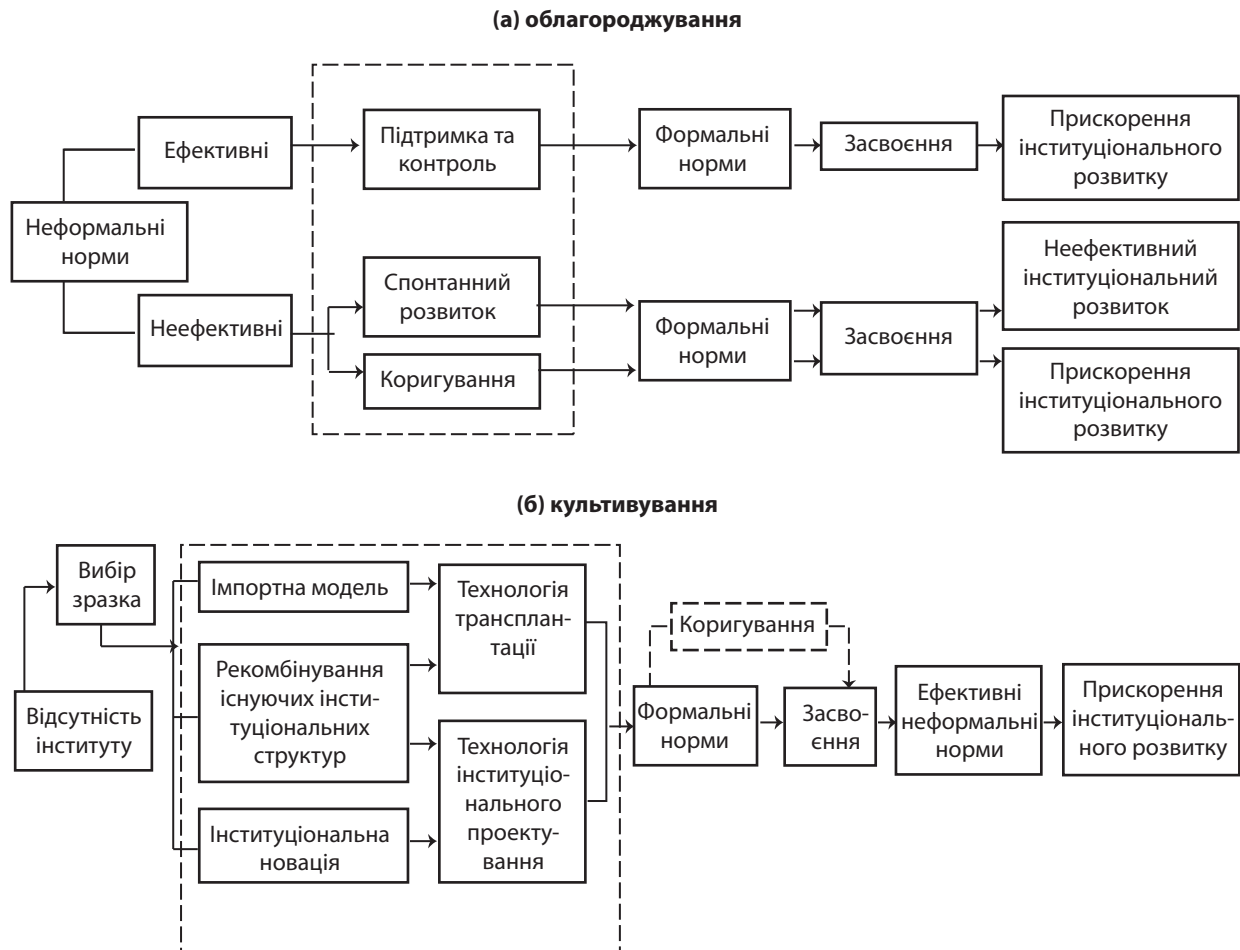 (а) облагороджування
Неформальні
норми
Ефективні
Підтримка та
контроль
Формальні
норми
Засвоєння
Прискорення
інституціонального
розвитку
Неефективні
Спонтанний
розвиток
Коригування
Формальні
норми
Засвоєння
Неефективний
інституціональний
розвиток
Прискорення
інституціонального
розвитку
(б) культивування
Відсутність
інституту
Вибір
зразка
Імпортна модель
Рекомбінування
існуючих інсти-
туціональних
структур
Інституціональна
новація
Технологія
трансплан-
тації
Технологія
інституціо-
нального
проекту-
вання
Формальні
норми
Коригування
Засво-
єння
Ефективні
неформальні
норми
Прискорення
інституціональ-
ного розвитку